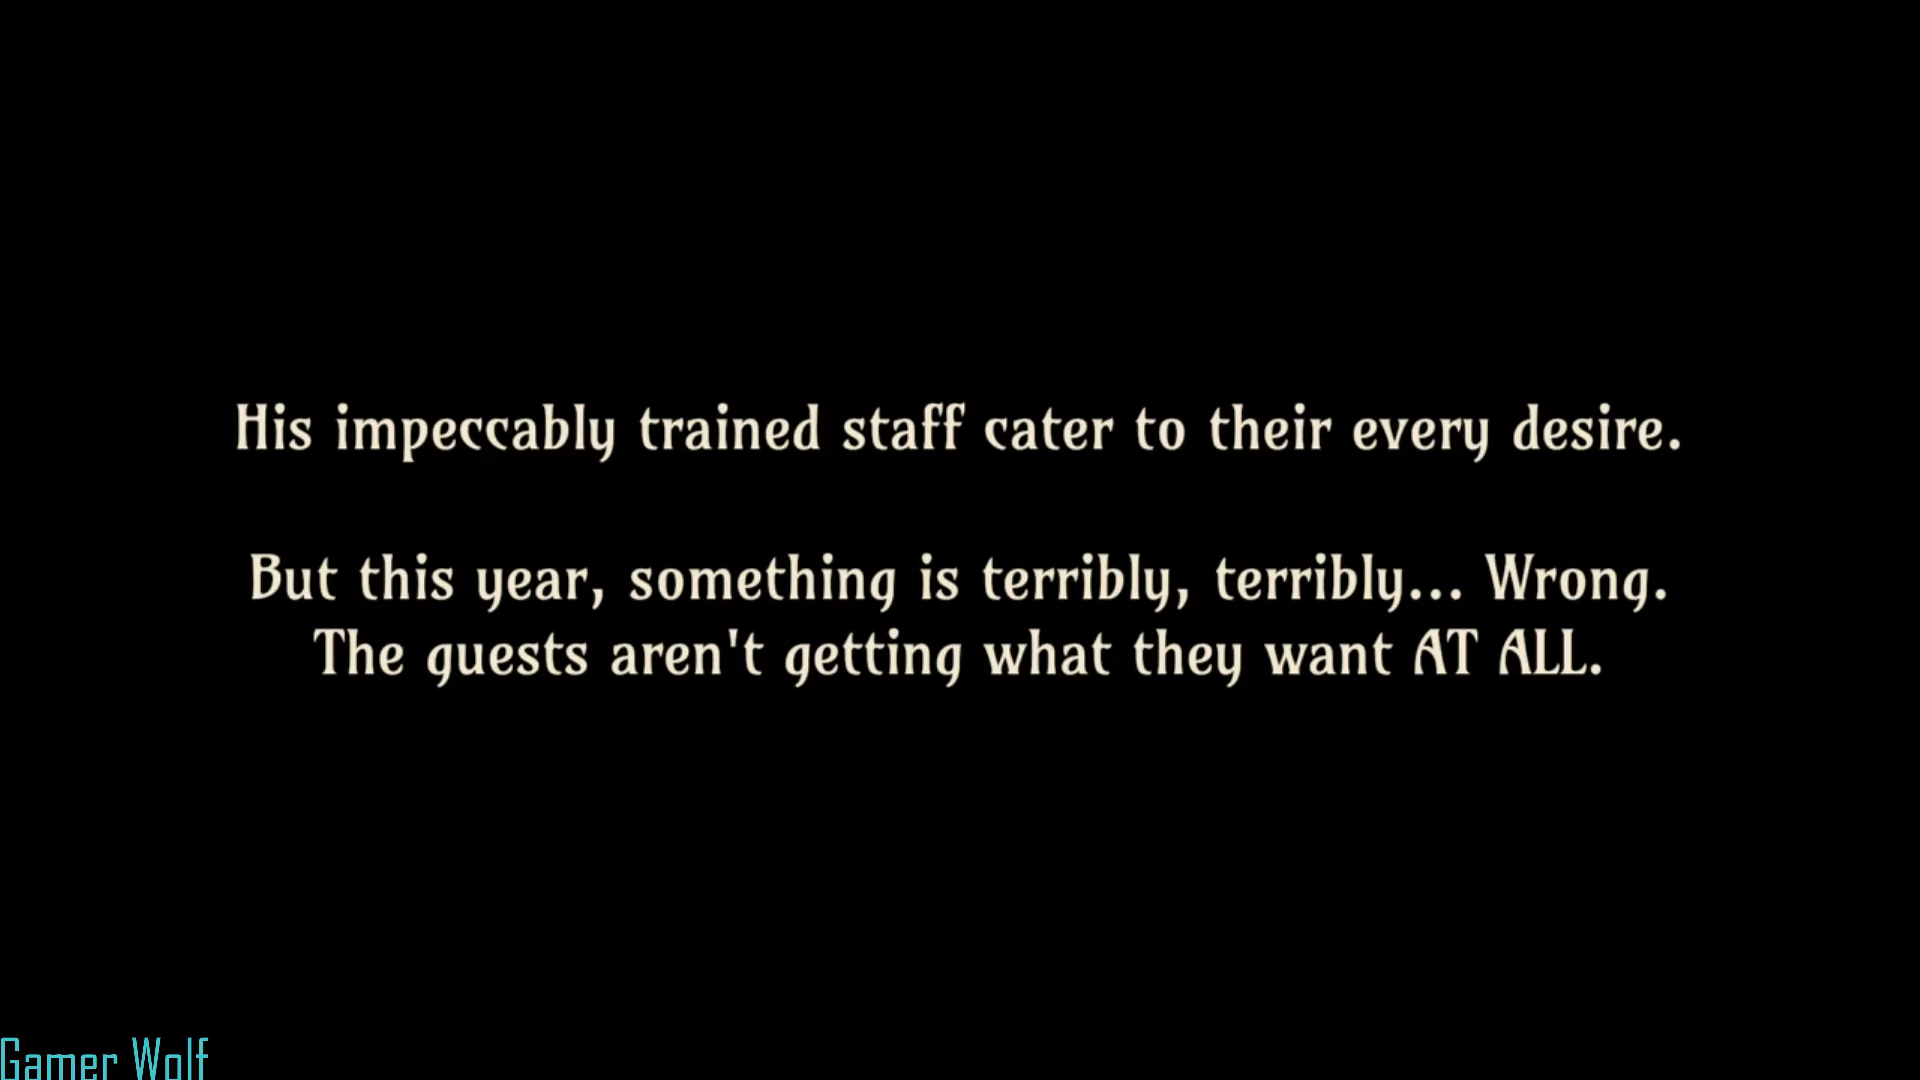 His impeccably trained staff cater to their every desire.
But this year, something is terribly, terribly... Wrong.
The guests aren't getting what they want AT ALL.
Gamer Wolf